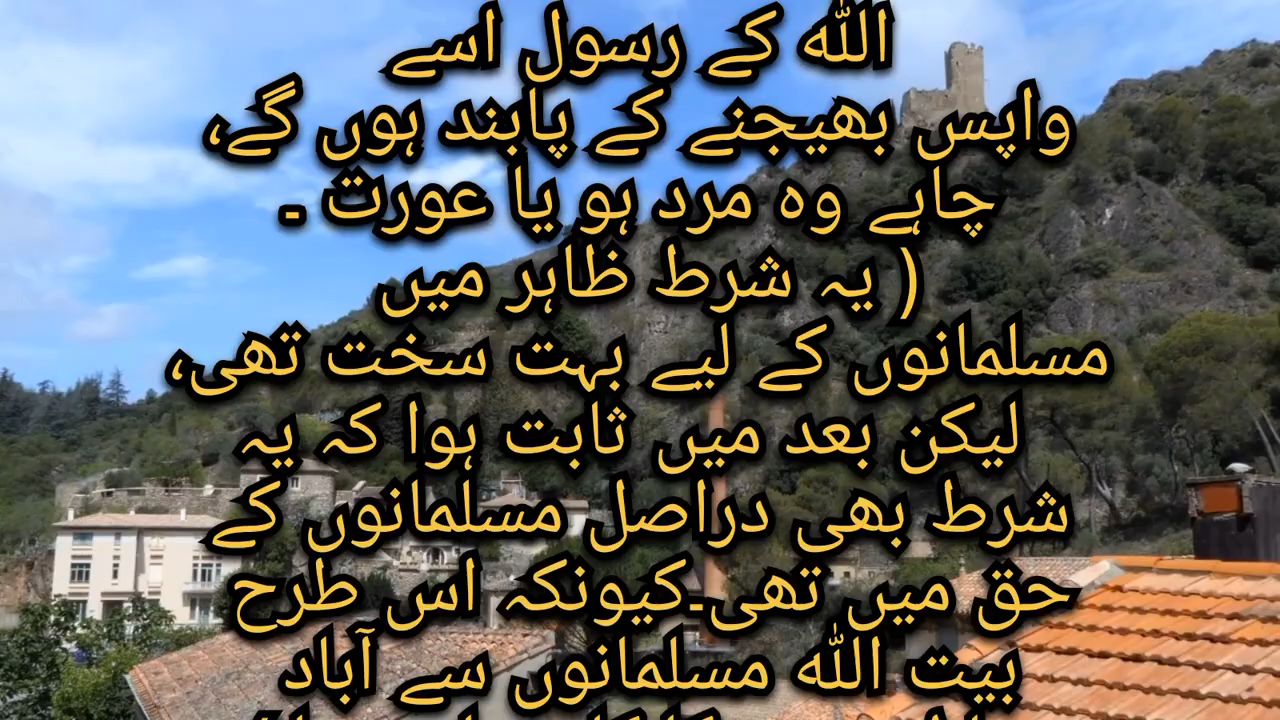 اللّٰہ کے رسول اسے
واپس بھیجنے کے پابند ہوں گے،
چاہے وہ مرد ہو یا عورت ۔
( یہ شرط ظاہر میں
مسلمانوں کے لیے بہت سخت تھی،
لیکن بعد میں ثابت ہوا کہ یہ
شرط بھی دراصل مسلمانوں کے
حق میں تھی۔کیونکہ اس طرح
بیت اللّٰہ مسلمانوں سے آباد